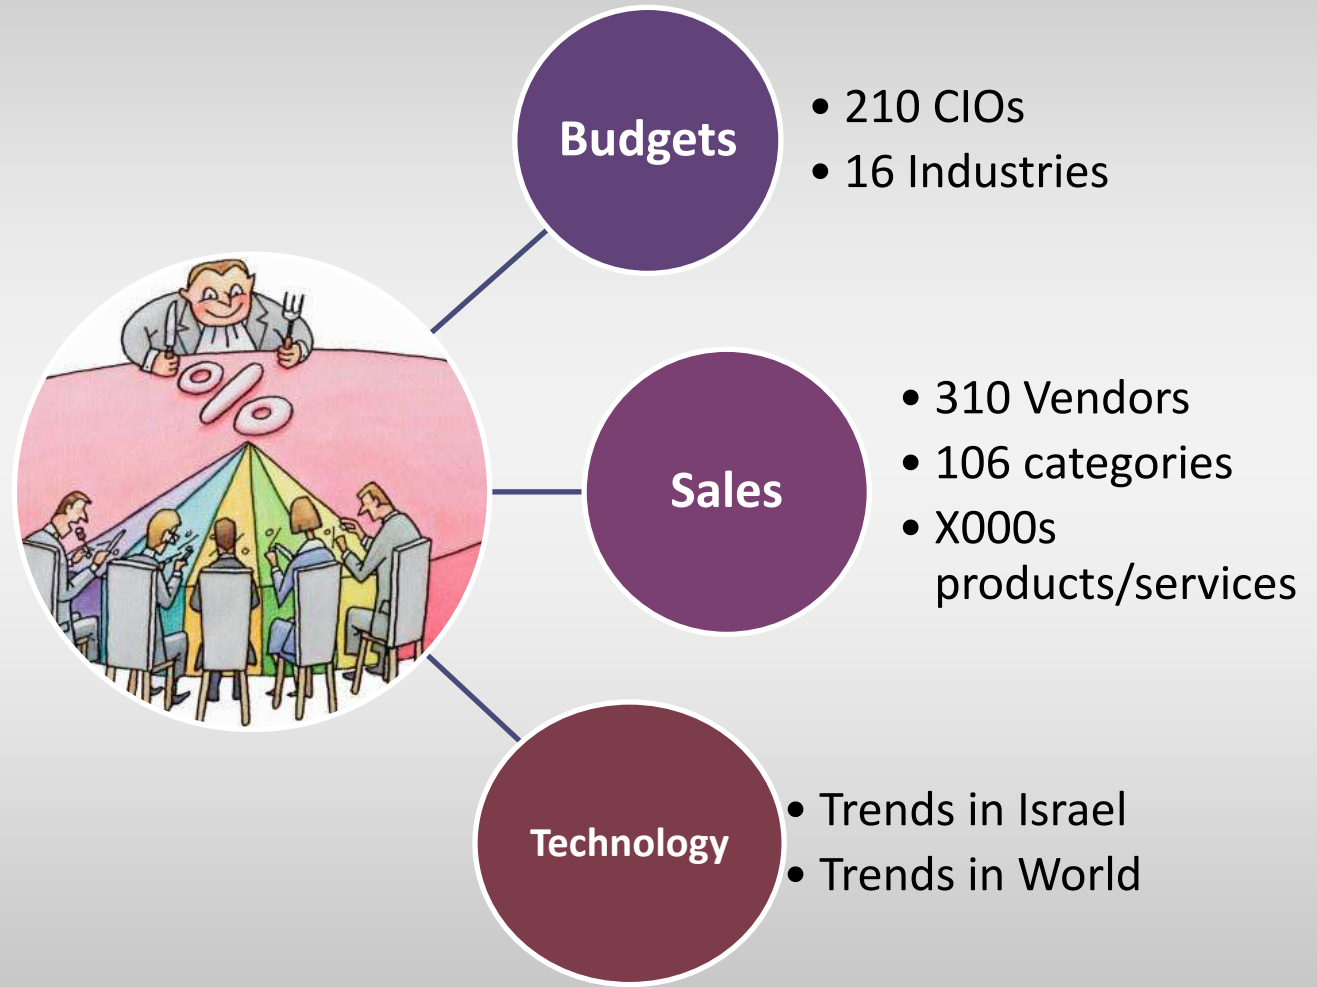 Budgets
• 210 CIOs
• 16 Industries
%
Sales
• 310 Vendors
• 106 categories
• X000s
products/services
Technology
• Trends in Israel
• Trends in World